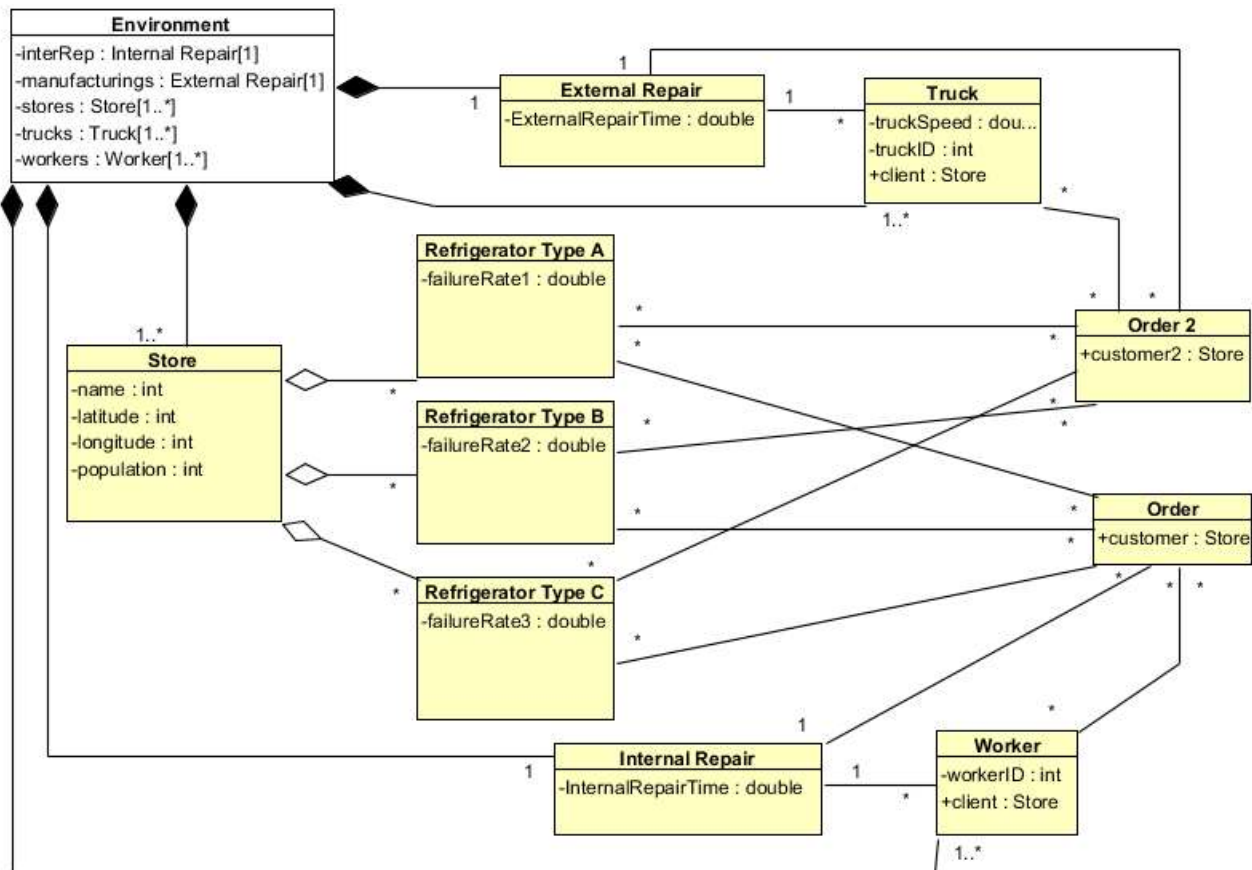 Environment
-interRep : Internal Repair[1]
-manufacturings : External Repair[1]
-stores : Store[1..*]
-trucks : Truck[1..*]
-workers : Worker[1..*]
1
1
External Repair
-ExternalRepairTime : double
1
*
Truck
-truckSpeed : dou...
-truckID : int
+client : Store
1..*
*
Refrigerator Type A
-failureRate1 : double
*
*
*
*
*
Order 2
+customer2 : Store
*
*
1..*
Store
-name : int
-latitude : int
-longitude : int
-population : int
*
*
*
Refrigerator Type B
-failureRate2 : double
*
*
*
*
Order
+customer : Store
*
*
*
*
Refrigerator Type C
-failureRate3 : double
*
*
1
1
Internal Repair
-InternalRepairTime : double
1
*
*
Worker
-workerID : int
+client : Store
1..*